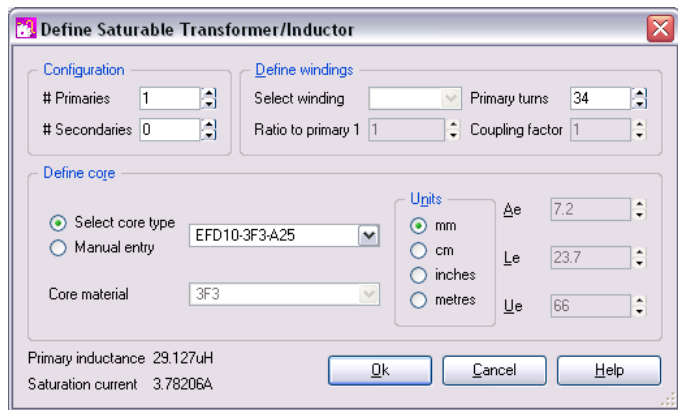 Define Saturable Transformer/Inductor
Configuration
# Primaries 1
# Secondaries 0
Define windings
Select winding Primary turns 34
Ratio to primary 1 1 Coupling factor 1
Define core
Select core type
Manual entry
EFD10-3F3-A25
Core material 3F3
Units
mm
cm
inches
metres
Ae 7.2
Le 23.7
Ue 66
Primary inductance 29.127uH
Saturation current 3.78206A
Ok Cancel Help